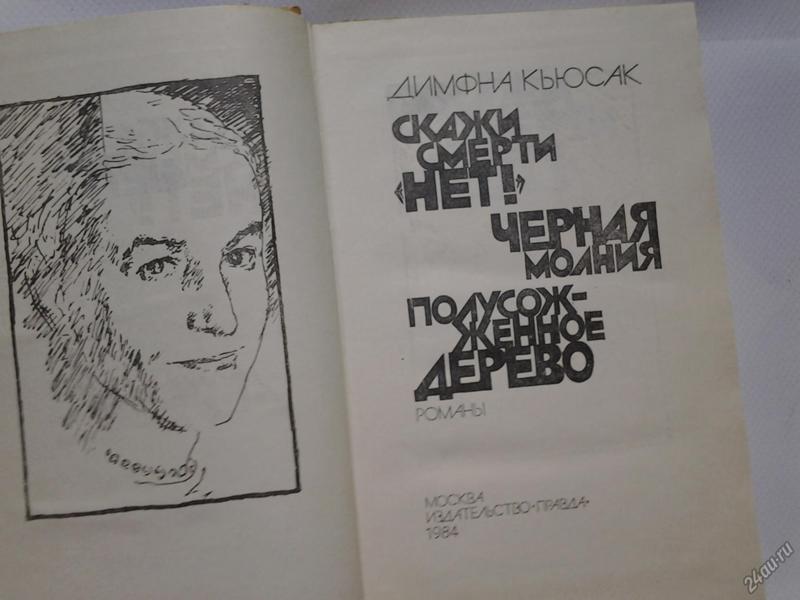 ДИМФНА КЬЮСАК
СКАЖИ
СМЕРТИ
«НЕТ!»
ЧЕРНАЯ
МОЛНИЯ
ПОЛУСОЖ-
ЖЕННОЕ
ДЕРЕВО
РОМАНЫ
МОСКВА
ИЗДАТЕЛЬСТВО «ПРАВДА»
1984
24au.ru